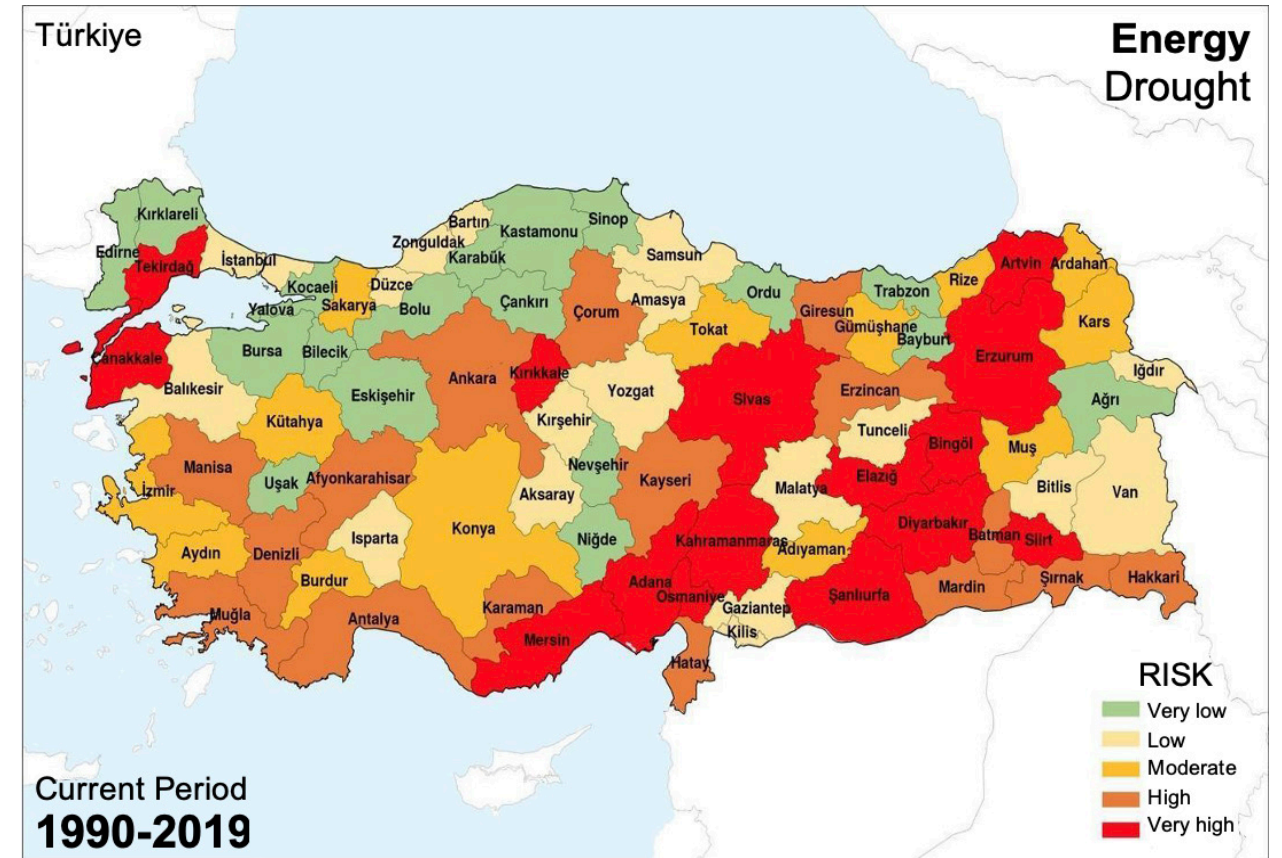 Türkiye
Energy
Drought
Kırklareli
Edirne
Tekirdağ
İstanbul
Bartın
Zonguldak
Kastamonu
Sinop
Karabük
Samsun
Kocaeli
Düzce
Yalova
Sakarya
Bolu
Çankırı
Çorum
Amasya
Ordu
Giresun
Trabzon
Rize
Artvin
Ardahan
Tokat
Gümüşhane
Bayburt
Kars
Çanakkale
Bursa
Bilecik
Ankara
Kırıkkale
Erzurum
Iğdır
Balıkesir
Eskişehir
Yozgat
Sivas
Erzincan
Ağrı
Kütahya
Kırşehir
Tunceli
Bingöl
Muş
Manisa
Uşak
Afyonkarahisar
Nevşehir
Kayseri
Elazığ
Malatya
İzmir
Aksaray
Bitlis
Van
Konya
Isparta
Niğde
Diyarbakır
Batman
Siirt
Aydın
Denizli
Kahramanmaraş
Adıyaman
Burdur
Adana
Osmaniye
Şanlıurfa
Mardin
Şırnak
Hakkari
Muğla
Antalya
Karaman
Gaziantep
Mersin
Kilis
Hatay
RISK
Very low
Low
Moderate
High
Very high
Current Period
1990-2019